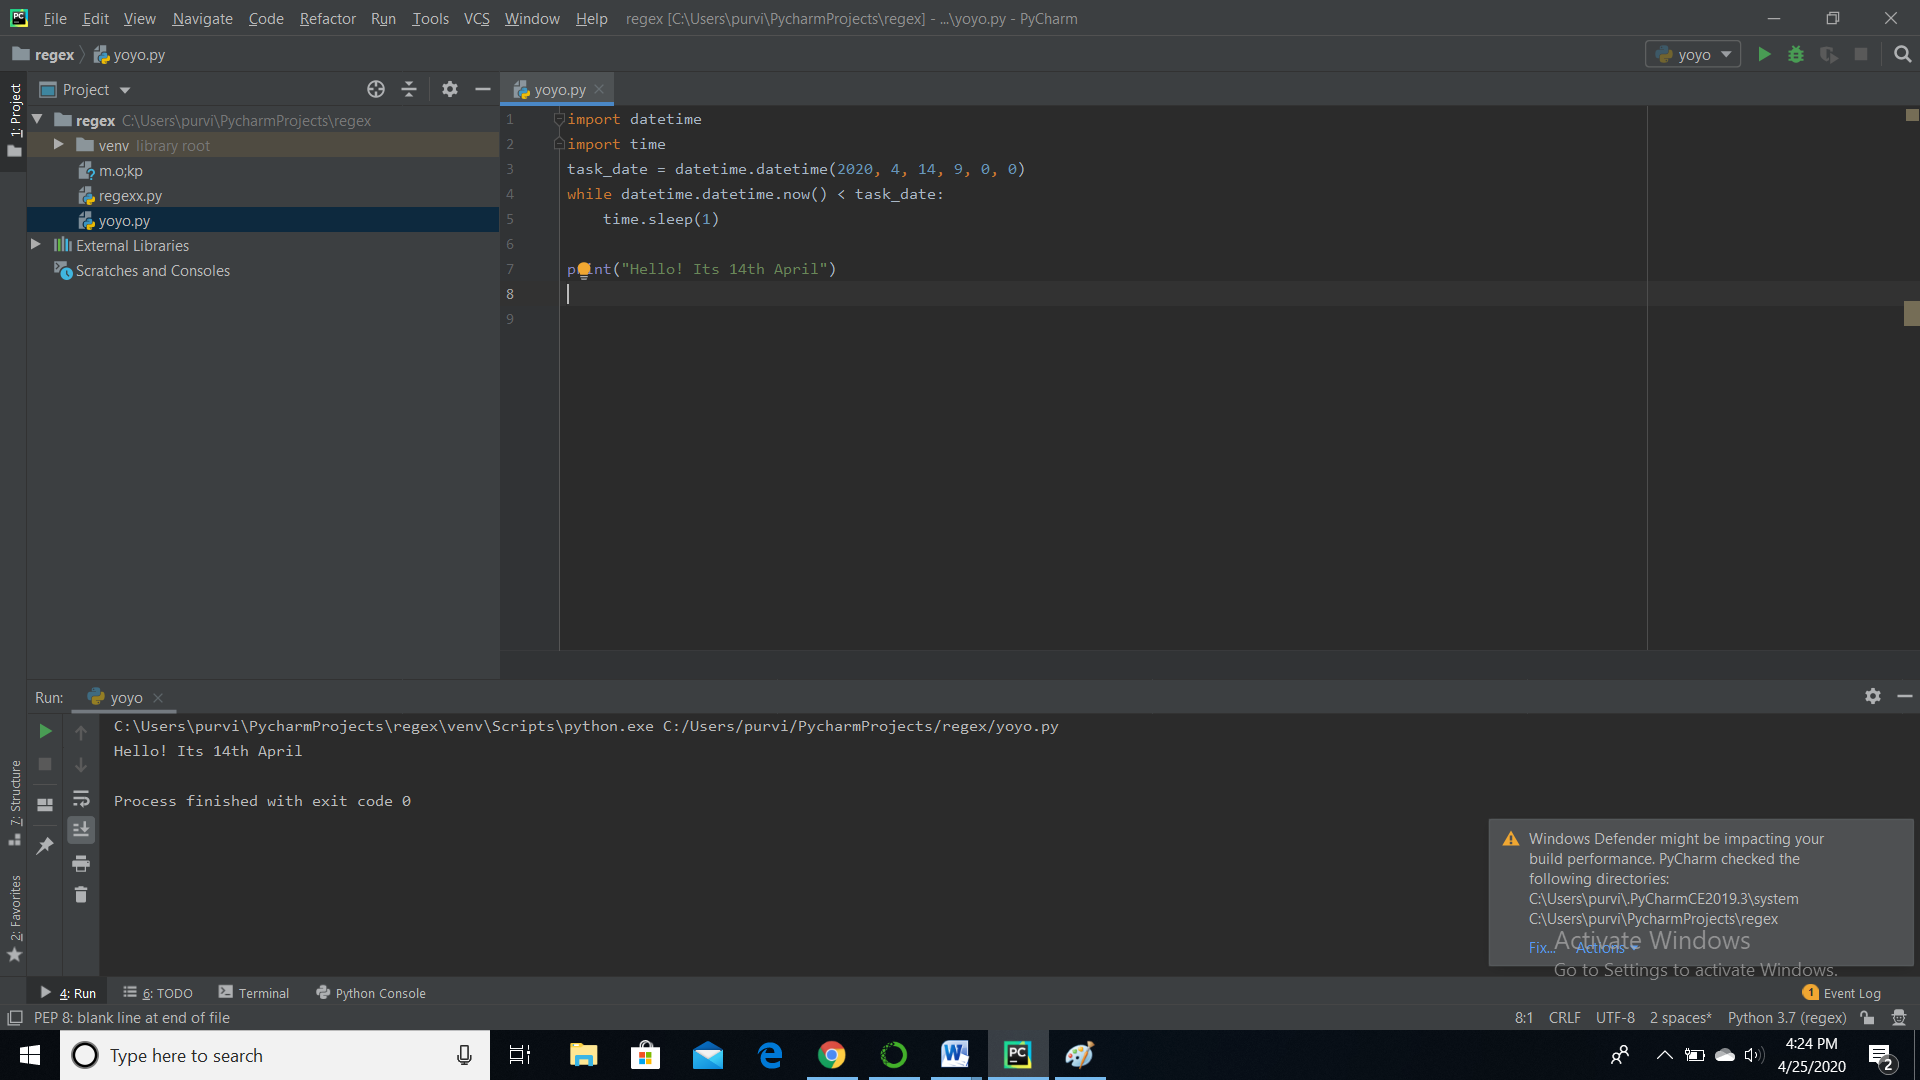 File Edit View Navigate Code Refactor Run Tools VCS Window Help regex [C:\Users\purvi\PycharmProjects\regex] - ...\yoyo.py - PyCharm
regex yoyo.py yoyo
1: Project
Project
yoyo.py
regex C:\Users\purvi\PycharmProjects\regex
venv library root
m.o;kp
regexx.py
yoyo.py
External Libraries
Scratches and Consoles
1 import datetime
2 import time
3 task_date = datetime.datetime(2020, 4, 14, 9, 0, 0)
4 while datetime.datetime.now() < task_date:
5 time.sleep(1)
6
7 print("Hello! Its 14th April")
8
9
Run: yoyo
C:\Users\purvi\PycharmProjects\regex\venv\Scripts\python.exe C:/Users/purvi/PycharmProjects/regex/yoyo.py
Hello! Its 14th April
Process finished with exit code 0
7: Structure
2: Favorites
Windows Defender might be impacting your
build performance. PyCharm checked the
following directories:
C:\Users\purvi\.PyCharmCE2019.3\system
C:\Users\purvi\PycharmProjects\regex
Fix... Actions
Activate Windows
Go to Settings to activate Windows.
4: Run 6: TODO Terminal Python Console 1 Event Log
PEP 8: blank line at end of file 8:1 CRLF UTF-8 2 spaces* Python 3.7 (regex)
Type here to search
4:24 PM
4/25/2020
2